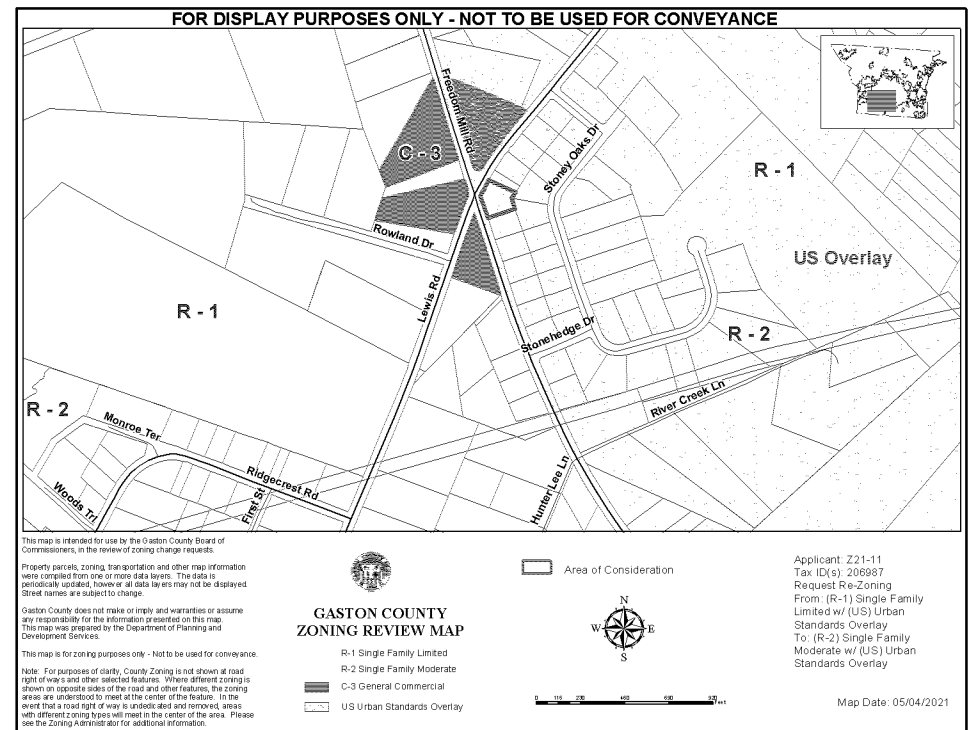 FOR DISPLAY PURPOSES ONLY - NOT TO BE USED FOR CONVEYANCE
Freedom Mill Rd
C - 3
Stoney Oaks Dr
R - 1
Rowland Dr
US Overlay
Lewis Rd
R - 1
Stonehedge Dr
R - 2
River Creek Ln
R - 2
Monroe Ter
Ridgecrest Rd
Woods Trl
First St
Hunter Lee Ln
This map is intended for use by the Gaston County Board of
Commissioners, in the review of zoning change requests.
Property parcels, zoning, transportation and other map information
were compiled from one or more data layers. The data is
periodically updated, however all data layers may not be displayed.
Street names are subject to change.
Gaston County does not make or imply and warranties or assume
any responsibility for the information presented on this map.
This map was prepared by the Department of Planning and
Development Services.
This map is for zoning purposes only - Not to be used for conveyance.
Note: For purposes of clarity, County Zoning is not shown at road
right of ways and other selected features. Where different zoning is
shown on opposite sides of the road and other features, the zoning
areas are understood to meet at the center of the feature. In the
event that a road right of way is undedicated and removed, areas
with different zoning types will meet in the center of the area. Please
see the Zoning Administrator for additional information.
GASTON COUNTY
ZONING REVIEW MAP
R-1 Single Family Limited
R-2 Single Family Moderate
C-3 General Commercial
US Urban Standards Overlay
Area of Consideration
N
W E
S
0 115 230 460 690 920
Feet
Applicant: Z21-11
Tax ID(s): 206987
Request Re-Zoning
From: (R-1) Single Family
Limited w/ (US) Urban
Standards Overlay
To: (R-2) Single Family
Moderate w/ (US) Urban
Standards Overlay
Map Date: 05/04/2021